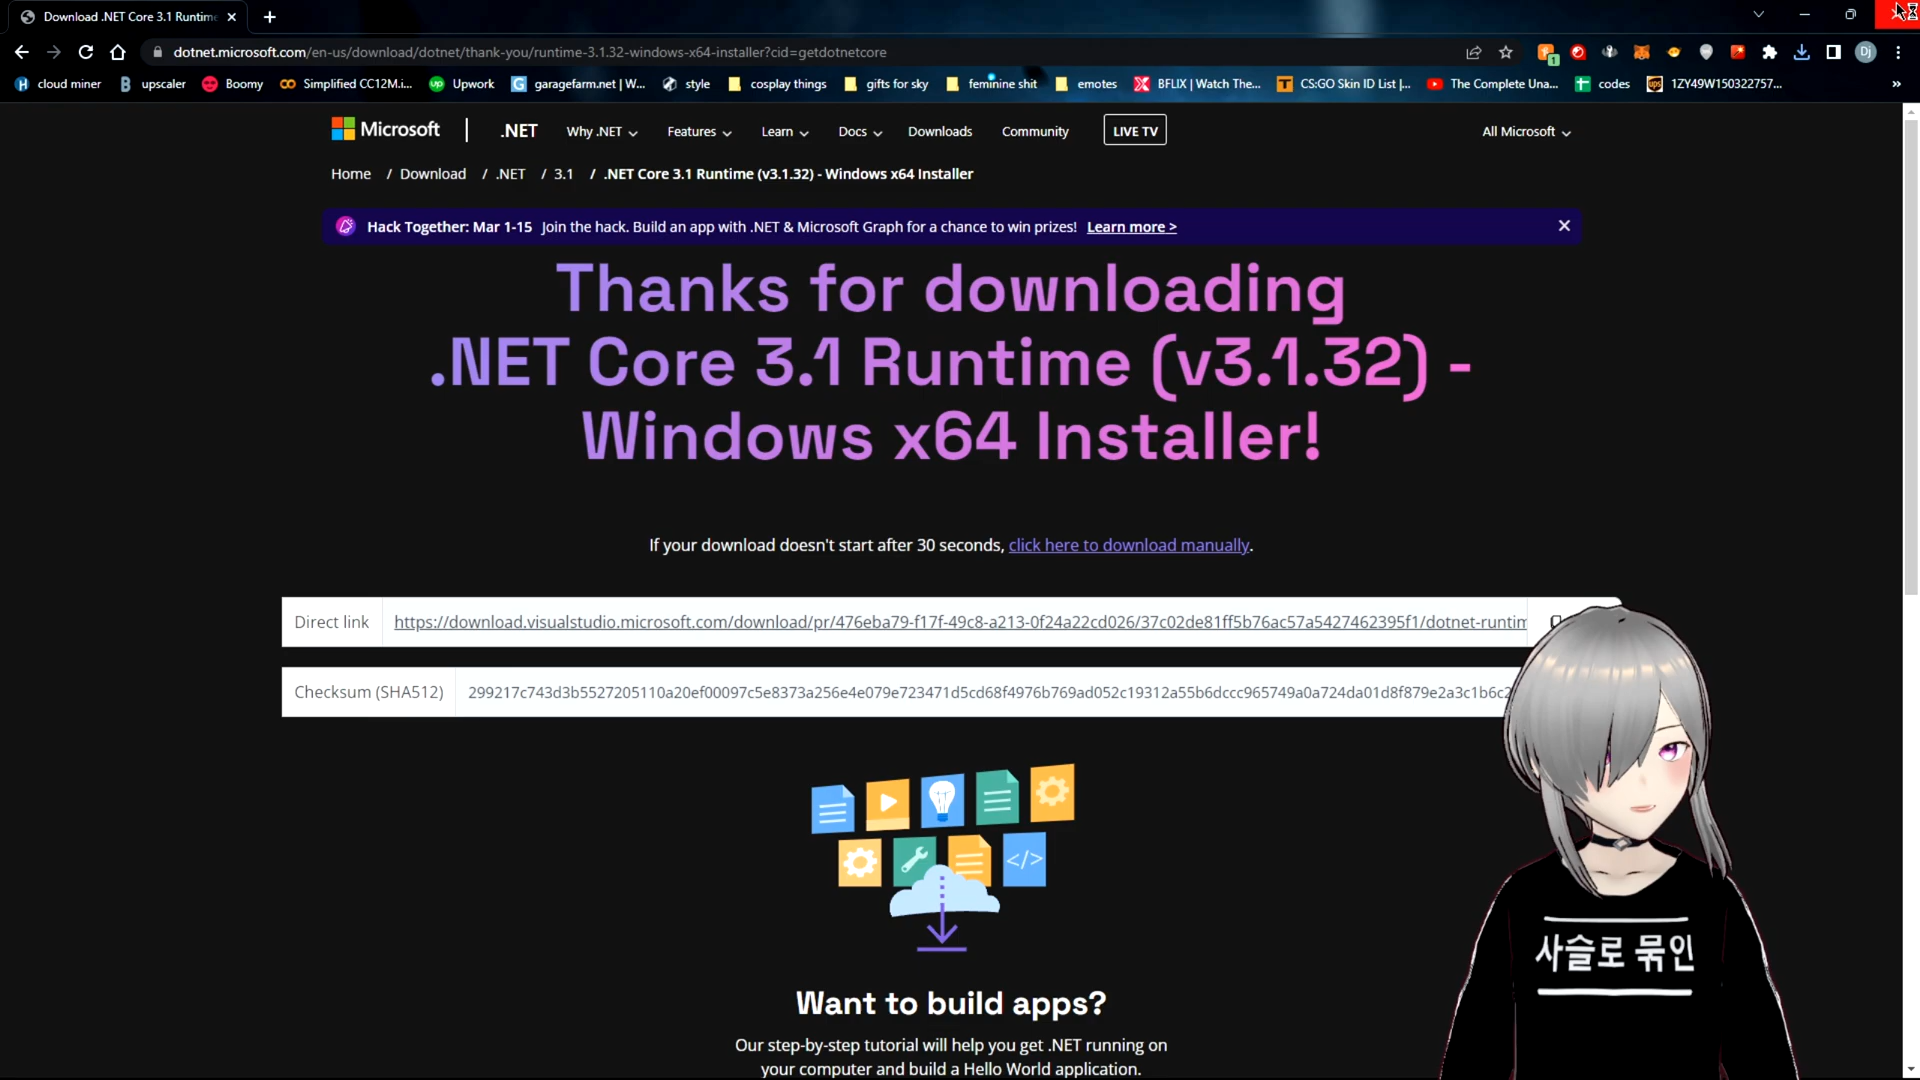 Download .NET Core 3.1 Runtime
dotnet.microsoft.com/en-us/download/dotnet/thank-you/runtime-3.1.32-windows-x64-installer?cid=getdotnetcore
1
Dj
cloud miner
upscaler
Boomy
Simplified CC12M.i...
Upwork
garagefarm.net | W...
style
cosplay things
gifts for sky
feminine shit
emotes
BFLIX | Watch The...
CS:GO Skin ID List |...
The Complete Una...
codes
1ZY49W150322757...
Microsoft
.NET
Why .NET
Features
Learn
Docs
Downloads
Community
LIVE TV
All Microsoft
Home / Download / .NET / 3.1 / .NET Core 3.1 Runtime (v3.1.32) - Windows x64 Installer
Hack Together: Mar 1-15 Join the hack. Build an app with .NET & Microsoft Graph for a chance to win prizes! Learn more >
Thanks for downloading
.NET Core 3.1 Runtime (v3.1.32) -
Windows x64 Installer!
If your download doesn't start after 30 seconds, click here to download manually.
Direct link https://download.visualstudio.microsoft.com/download/pr/476eba79-f17f-49c8-a213-0f24a22cd026/37c02de81ff5b76ac57a5427462395f1/dotnet-runtim
Checksum (SHA512) 299217c743d3b5527205110a20ef00097c5e8373a256e4e079e723471d5cd68f4976b769ad052c19312a55b6dccc965749a0a724da01d8f879e2a3c1b6c2
사슬로 묶인
Want to build apps?
Our step-by-step tutorial will help you get .NET running on
your computer and build a Hello World application.